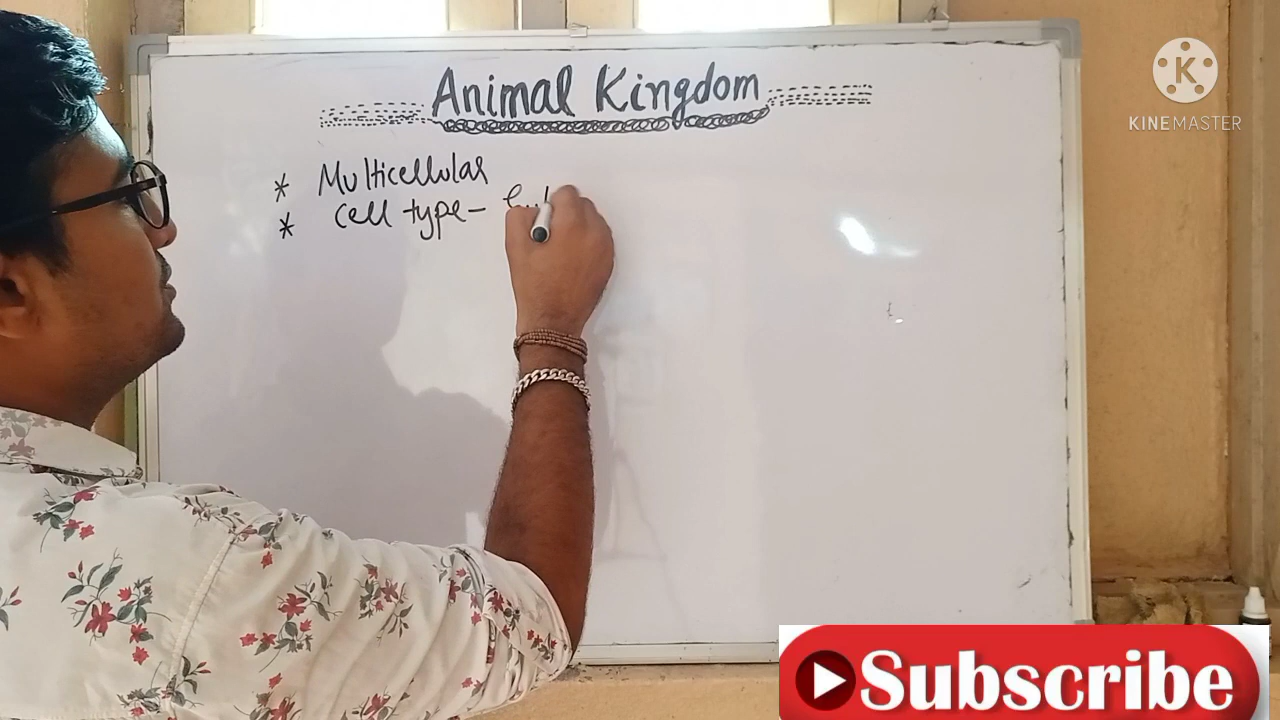 Animal Kingdom
* Multicellular
* Cell type -
KINEMASTER
Subscribe